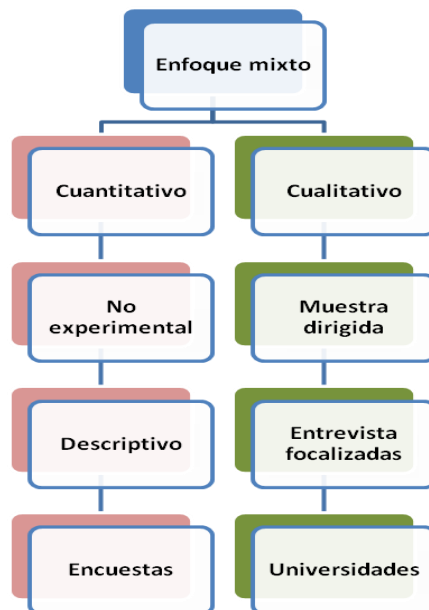 Enfoque mixto
Cuantitativo
Cualitativo
No
experimental
Muestra
dirigida
Descriptivo
Entrevista
focalizadas
Encuestas
Universidades